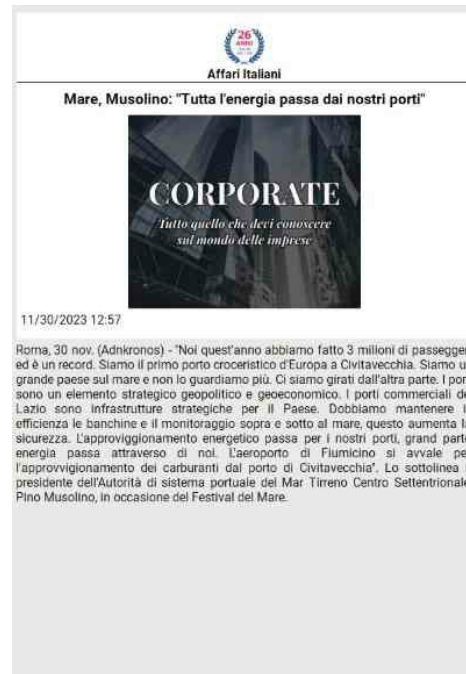 26
ANNI
Affari Italiani
Mare, Musolino: "Tutta l'energia passa dai nostri porti"
CORPORATE
Tutto quello che devi conoscere
sul mondo delle imprese
11/30/2023 12:57
Roma, 30 nov. (Adnkronos) - "Noi quest'anno abbiamo fatto 3 milioni di passegger
ed è un record. Siamo il primo porto croceristico d'Europa a Civitavecchia. Siamo u
grande paese sul mare e non lo guardiamo più. Ci siamo girati dall'altra parte. I por
sono un elemento strategico geopolitico e geoeconomico. I porti commerciali de
Lazio sono infrastrutture strategiche per il Paese. Dobbiamo mantenere i
efficienza le banchine e il monitoraggio sopra e sotto al mare, questo aumenta l
sicurezza. L'approviggionamento energetico passa per i nostri porti, grand part
energia passa attraverso di noi. L'aeroporto di Fiumicino si avvale pe
l'approvvigionamento dei carburanti dal porto di Civitavecchia". Lo sottolinea
presidente dell'Autorità di sistema portuale del Mar Tirreno Centro Settentrionale
Pino Musolino, in occasione del Festival del Mare.